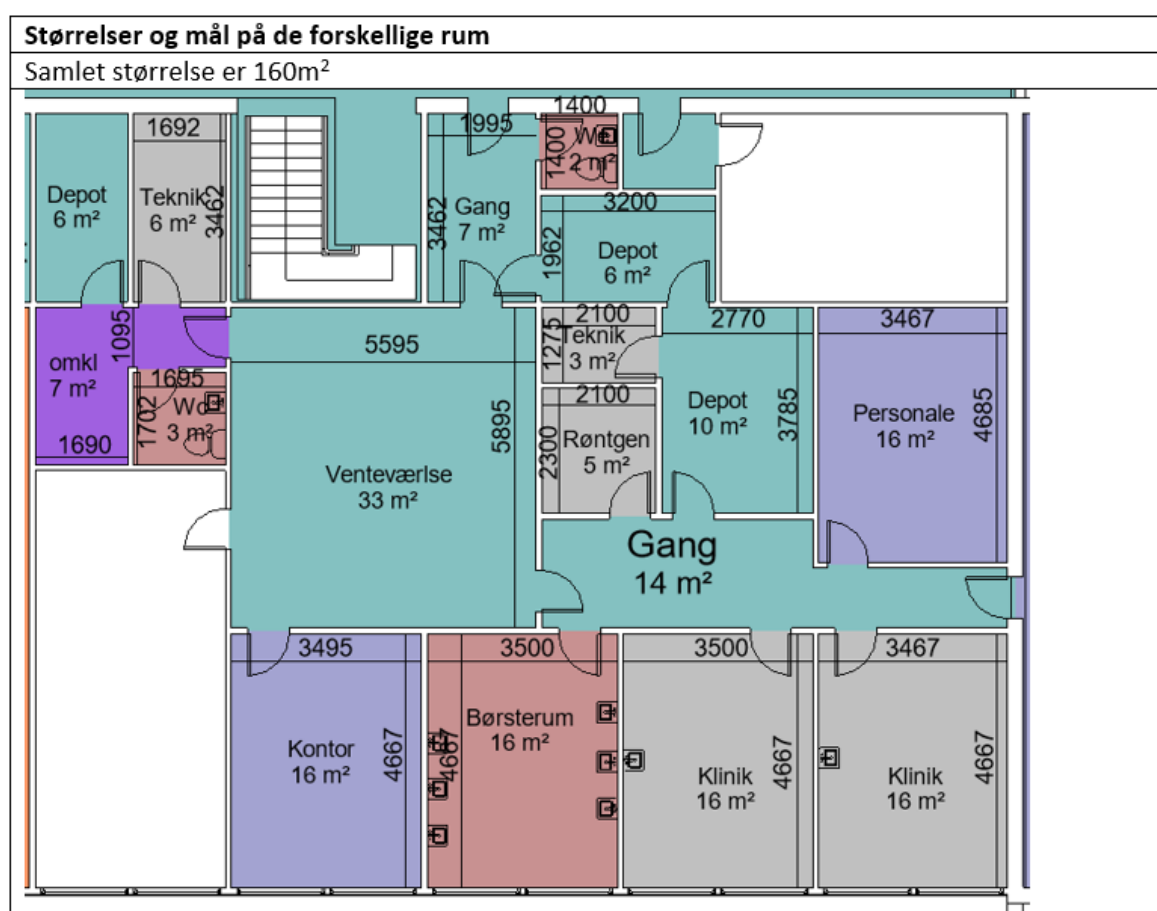 Størrelser og mål på de forskellige rum
Samlet størrelse er 160m²
1400
1692
1995
1400
Wc
2 m²
Depot
6 m²
Teknik
6 m²
3462
3462
Gang
7 m²
3200
1962
Depot
6 m²
1095
omkl
7 m²
1695
1702
Wc
3 m²
1690
5595
5895
Venteværlse
33 m²
2100
1275
Teknik
3 m²
2100
2300
Røntgen
5 m²
2770
3785
Depot
10 m²
3467
4685
Personale
16 m²
Gang
14 m²
3495
4667
Kontor
16 m²
3500
4667
Børsterum
16 m²
3500
4667
Klinik
16 m²
3467
4667
Klinik
16 m²